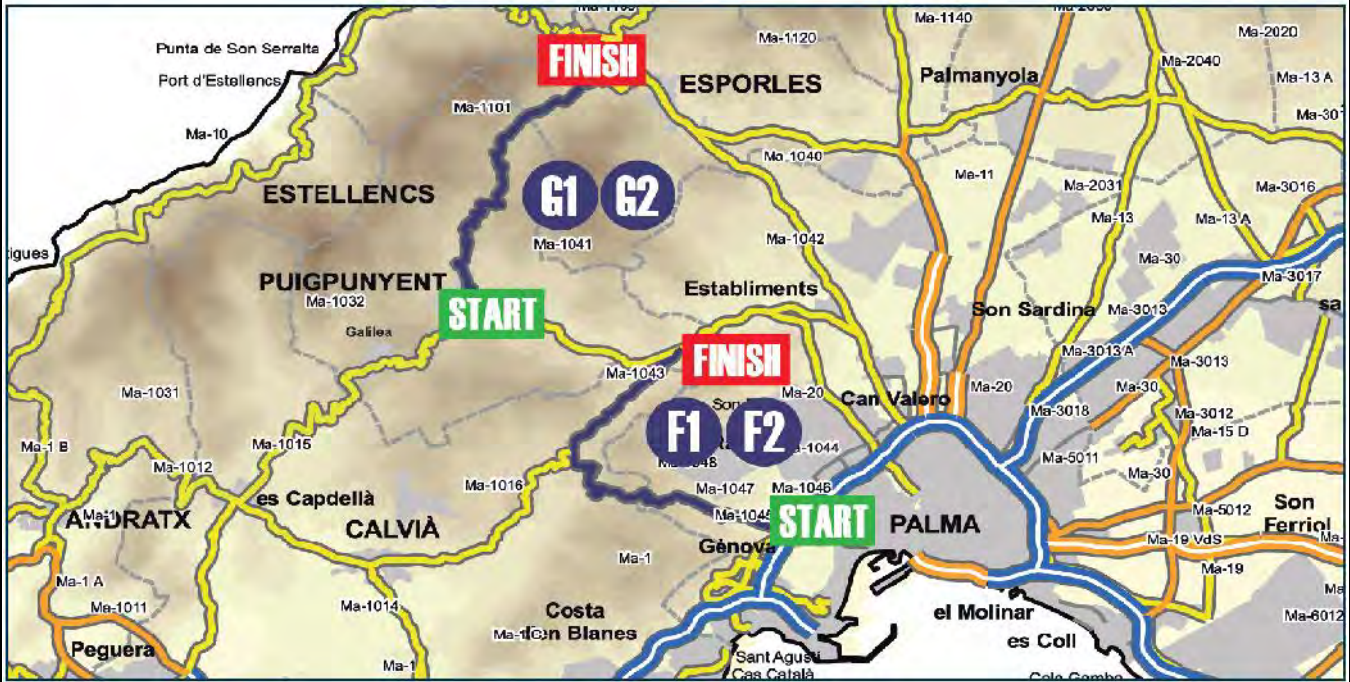 Ma-1140
Ma-1120
Ma-2020
Punta de Son Serralta
FINISH
Ma-2040
Port d'Estellencs
ESPORLES
Palmanyola
Ma-13 A
Ma-1101
Ma-10
Ma-1040
Ma-11
Ma-2031
Ma-3016
ESTELLENCS
G1 G2
Ma-13
Ma-13 A
Ma-1041
Ma-1042
Ma-30
Ma-3017
PUIGPUNYENT
Establiments
Ma-1032
START
Son Sardina
Ma-3013
Galilea
FINISH
Ma-3013 A
Ma-3013
Ma-1043
Ma-1031
Ma-20
Can Valero
Ma-20
Ma-30
Ma-3018
Ma-3012
Ma-15 D
F1 F2
Ma-1 B
Ma-1015
Ma-1044
Ma-5011
Ma-1012
Ma-30
Ma-1016
Ma-1047
Ma-1046
es Capdellà
START
Ma-5012
Son
Ferriol
ANDRATX
CALVIÀ
Ma-1045
PALMA
Gènova
Ma-19 VdS
Ma-1
Ma-19
Ma-1 A
Ma-1011
Ma-1014
Costa
d'en Blanes
el Molinar
Ma-6012
es Coll
Peguera
Ma-1
Sant Agustí
Cas Català